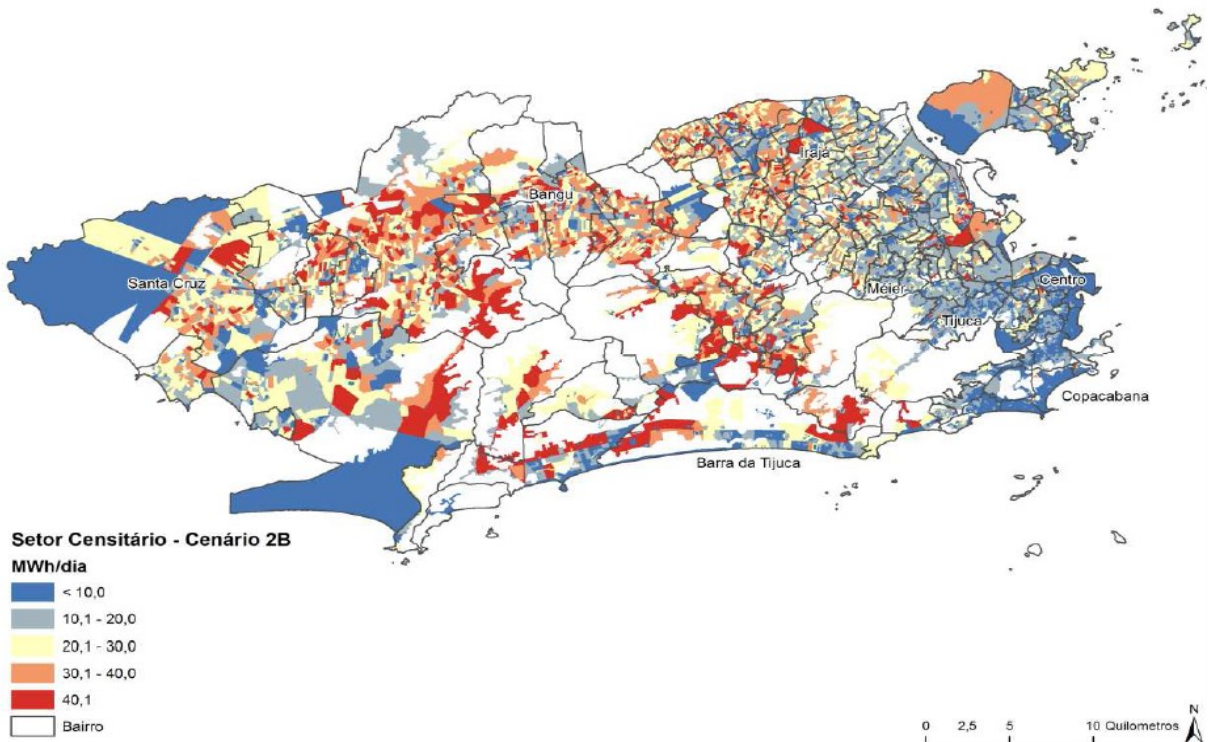 Irajá
Bangu
Santa Cruz
Méier
Centro
Tijuca
Copacabana
Barra da Tijuca
Setor Censitário - Cenário 2B
MWh/dia
< 10,0
10,1 - 20,0
20,1 - 30,0
30,1 - 40,0
40,1
Bairro
0 2,5 5 10 Quilometros
N